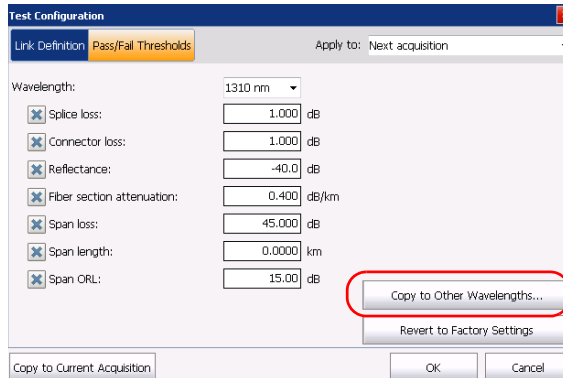 Test Configuration
Link Definition Pass/Fail Thresholds Apply to: Next acquisition
Wavelength: 1310 nm
Splice loss: 1.000 dB
Connector loss: 1.000 dB
Reflectance: -40.0 dB
Fiber section attenuation: 0.400 dB/km
Span loss: 45.000 dB
Span length: 0.0000 km
Span ORL: 15.00 dB
Copy to Other Wavelengths...
Revert to Factory Settings
Copy to Current Acquisition OK Cancel